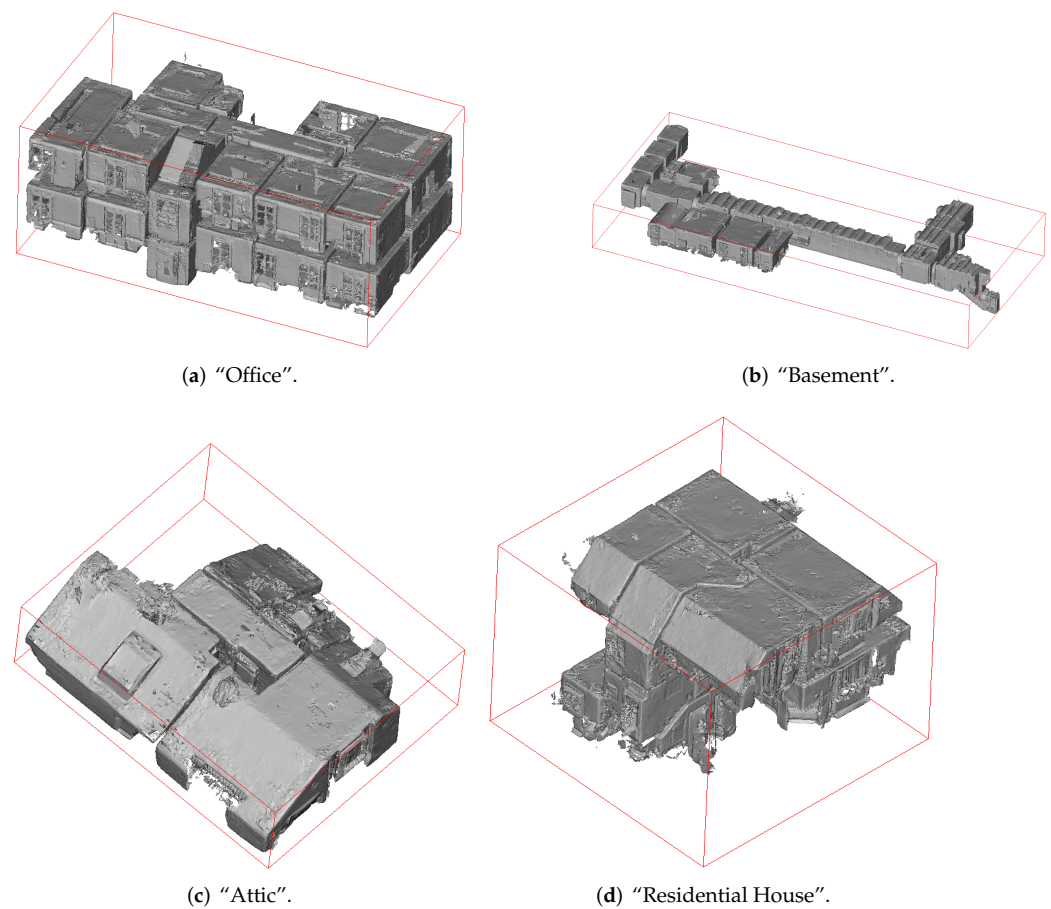 (a) “Office”.
(b) “Basement”.
(c) “Attic”.
(d) “Residential House”.